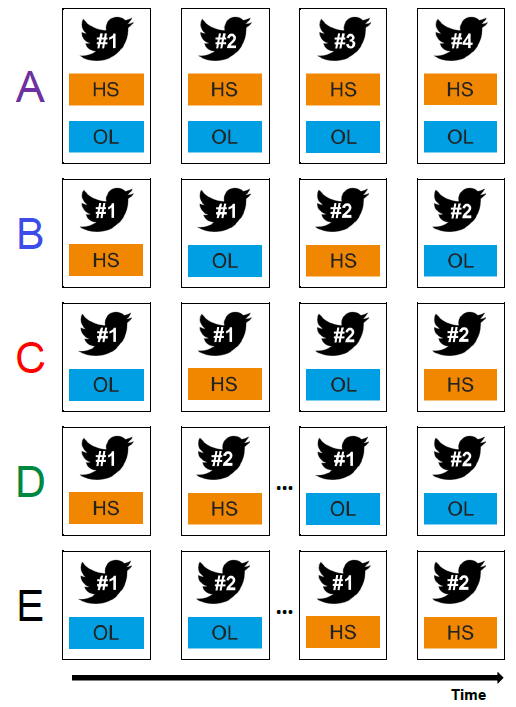 A #1 #2 #3 #4
HS HS HS HS
OL OL OL OL
B #1 #1 #2 #2
HS OL HS OL
C #1 #1 #2 #2
OL HS OL HS
D #1 #2 ... #1 #2
HS HS OL OL
E #1 #2 ... #1 #2
OL OL HS HS
Time